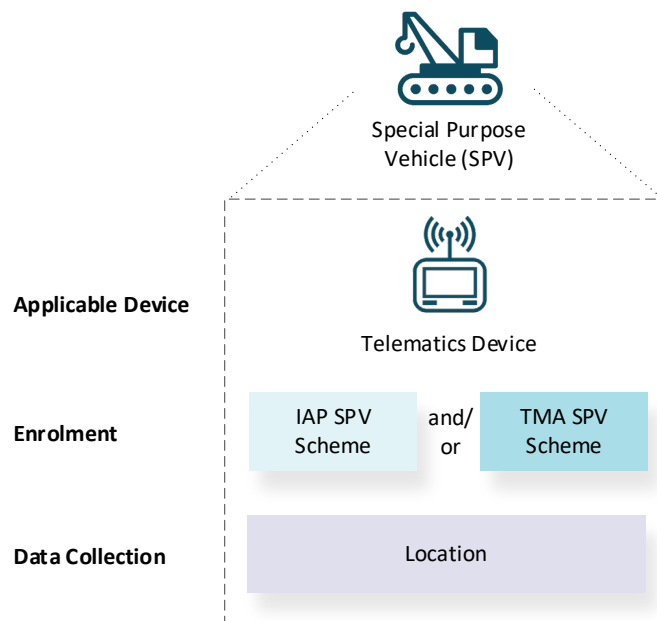 Special Purpose
Vehicle (SPV)
Applicable Device
Telematics Device
Enrolment
IAP SPV
Scheme
and/
or
TMA SPV
Scheme
Data Collection
Location